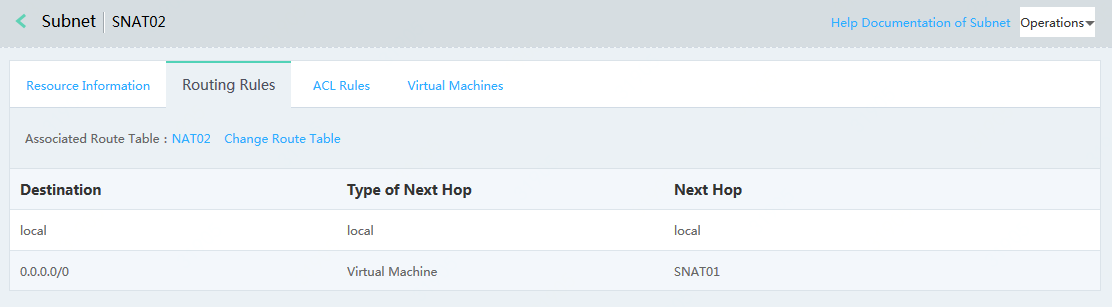 Subnet SNAT02 Help Documentation of Subnet Operations
Resource Information Routing Rules ACL Rules Virtual Machines
Associated Route Table : NAT02 Change Route Table
Destination Type of Next Hop Next Hop
local local local
0.0.0.0/0 Virtual Machine SNAT01